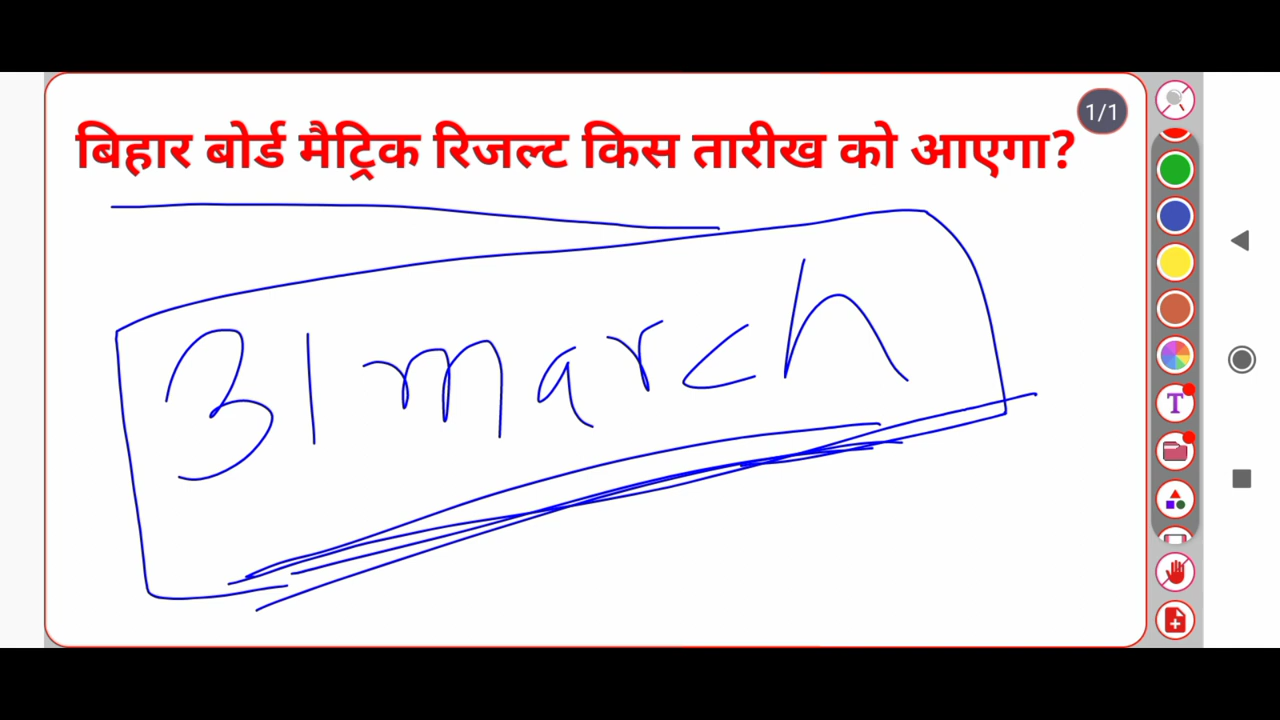 बिहार बोर्ड मैट्रिक रिजल्ट किस तारीख को आएगा?
1/1
31 march
T